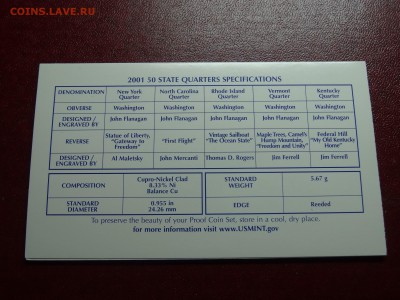 COINS.LAVE.RU
2001 50 STATE QUARTERS SPECIFICATIONS
DENOMINATION New York Quarter North Carolina Quarter Rhode Island Quarter Vermont Quarter Kentucky Quarter
OBVERSE Washington Washington Washington Washington Washington
DESIGNED / ENGRAVED BY John Flanagan John Flanagan John Flanagan John Flanagan John Flanagan
REVERSE Statue of Liberty, "Gateway to Freedom" "First Flight" Vintage Sailboat "The Ocean State" Maple Trees, Camel's Hump Mountain, "Freedom and Unity" Federal Hill "My Old Kentucky Home"
DESIGNED / ENGRAVED BY Al Maletsky John Mercanti Thomas D. Rogers Jim Ferrell Jim Ferrell
COMPOSITION Cupro-Nickel Clad 8.33% Ni Balance Cu
STANDARD DIAMETER 0.955 in 24.26 mm
STANDARD WEIGHT 5.67 g
EDGE Reeded
To preserve the beauty of your Proof Coin Set, store in a cool, dry place.
for more information visit www.USMINT.gov